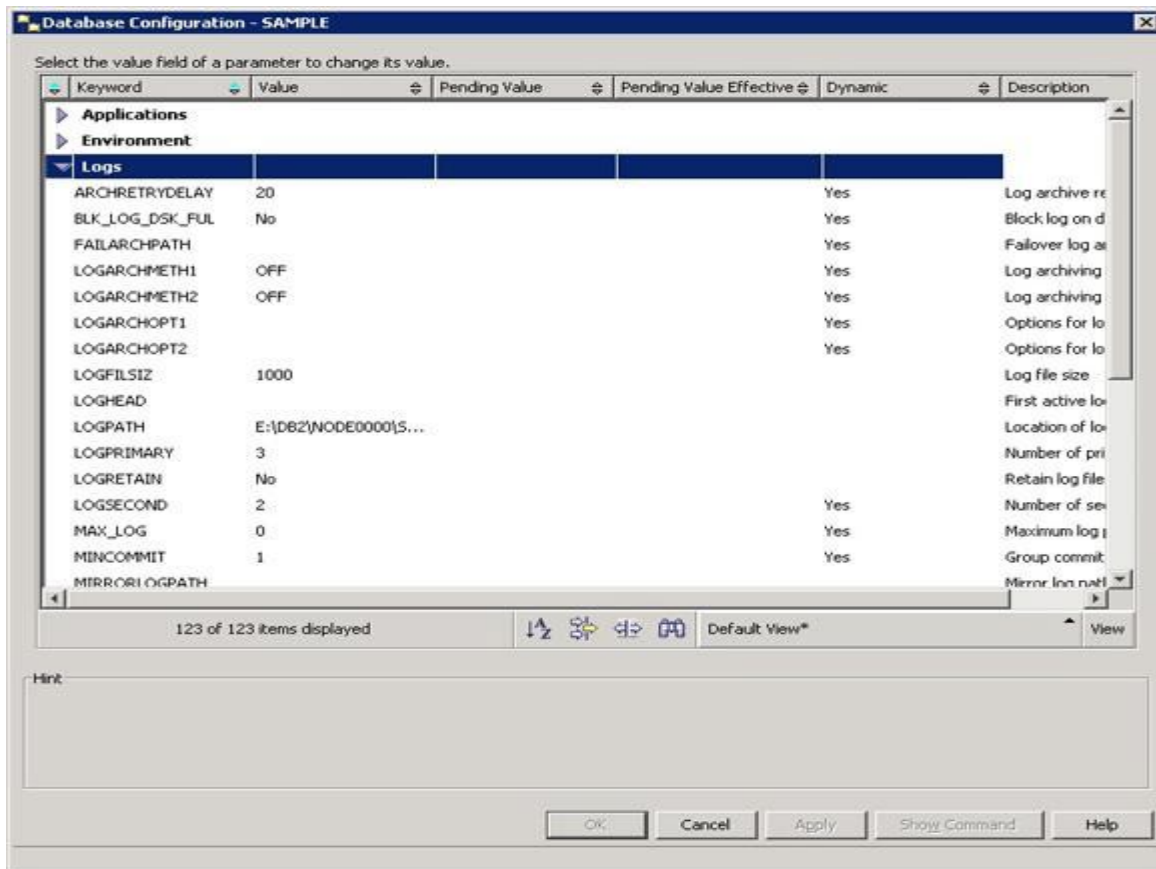 Database Configuration - SAMPLE
Select the value field of a parameter to change its value.
Keyword Value Pending Value Pending Value Effective Dynamic Description
Applications
Environment
Logs
ARCHRETRYDELAY 20 Yes Log archive re
BLK_LOG_DSK_FUL No Yes Block log on d
FAILARCHPATH Yes Failover log a
LOGARCHMETH1 OFF Yes Log archiving
LOGARCHMETH2 OFF Yes Log archiving
LOGARCHOPT1 Yes Options for lo
LOGARCHOPT2 Yes Options for lo
LOGFILSIZ 1000 Log file size
LOGHEAD First active lo
LOGPATH E:\DB2\NODE0000\S... Location of lo
LOGPRIMARY 3 Number of pri
LOGRETAIN No Retain log file
LOGSECOND 2 Yes Number of se
MAX_LOG 0 Yes Maximum log
MINCOMMIT 1 Yes Group commit
MIRRORLOGPATH Mirror log path
123 of 123 items displayed Default View* View
Hint
OK Cancel Apply Show Command Help